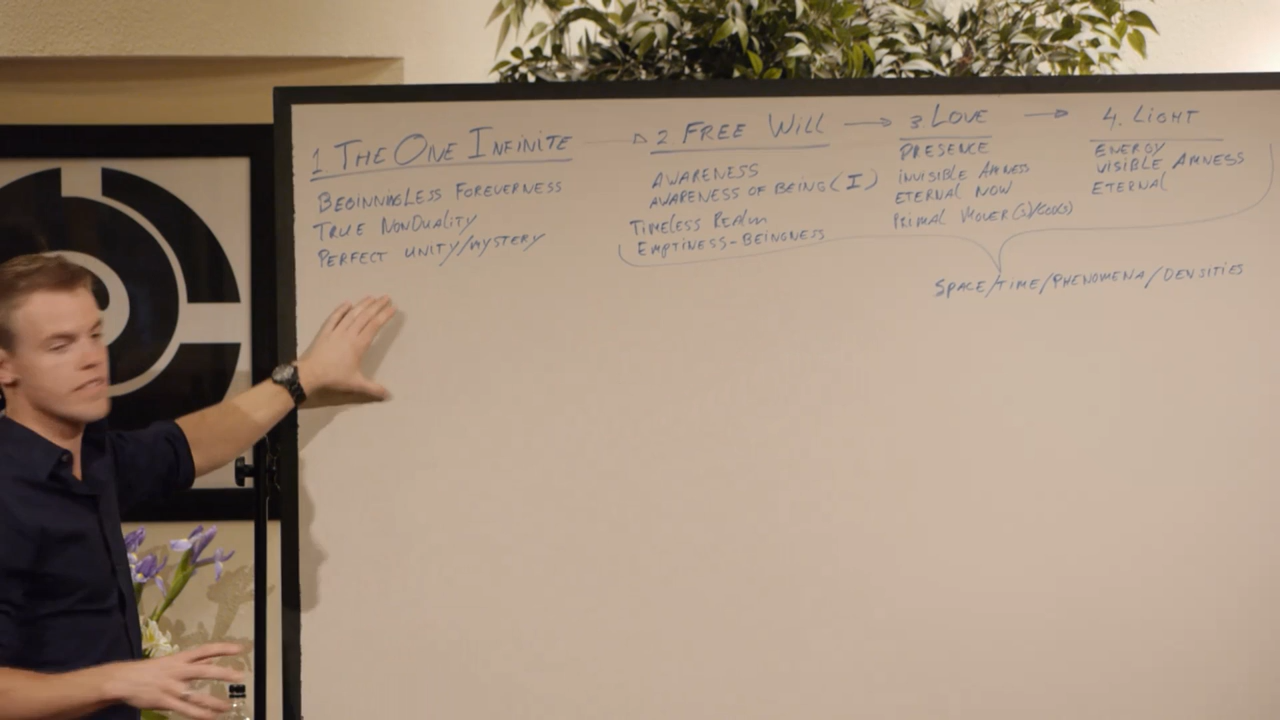 1. THE ONE INFINITE → 2. FREE WILL → 3. LOVE → 4. LIGHT
BEGINNINGLESS FOREVERNESS
TRUE NONDUALITY
PERFECT UNITY/MYSTERY
AWARENESS
AWARENESS OF BEING (I)
TIMELESS REALM
EMPTINESS-BEINGNESS
PRESENCE
INVISIBLE AMNESS
ETERNAL NOW
PRIMAL MOVER(S)/
ENERGY
VISIBLE AMNESS
ETERNAL
SPACE/TIME/PHENOMENA/DENSITIES